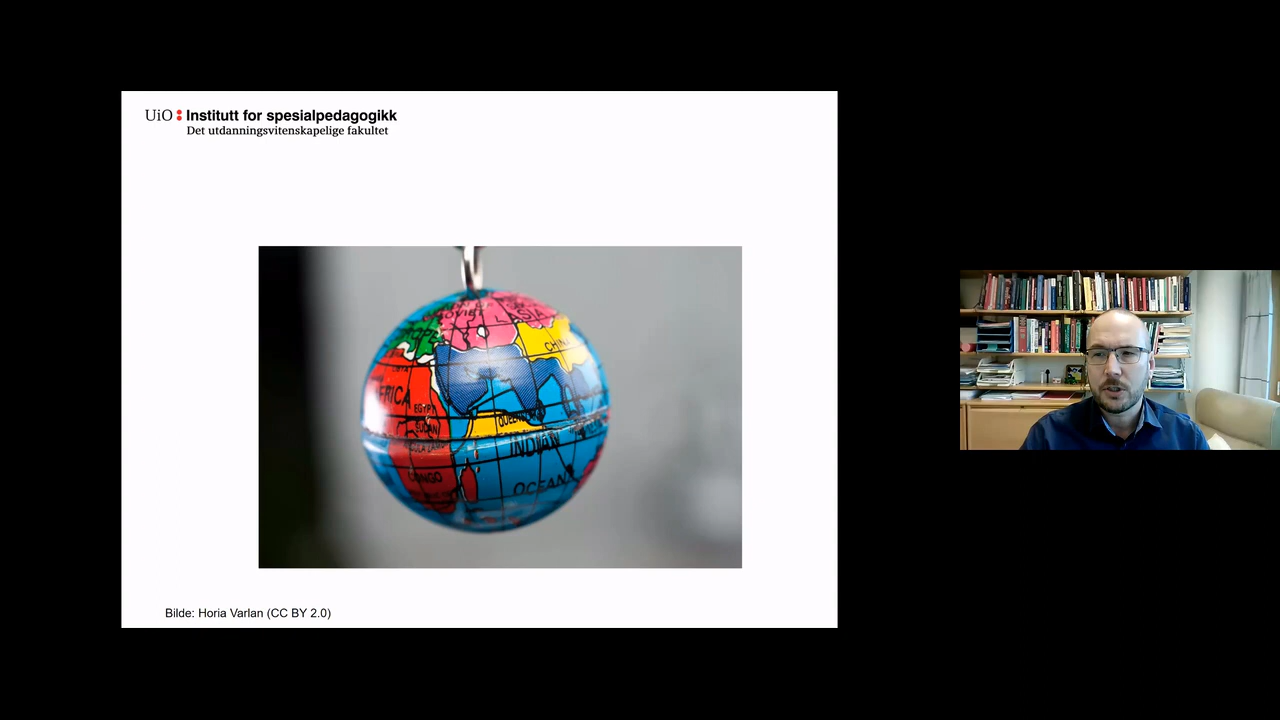 UiO : Institutt for spesialpedagogikk
Det utdanningsvitenskapelige fakultet
SOVIET
ASIA
CHINA
AFRICA
EGYPT
SUDAN
INDIAN
OCEAN
CONGO
Bilde: Horia Varlan (CC BY 2.0)